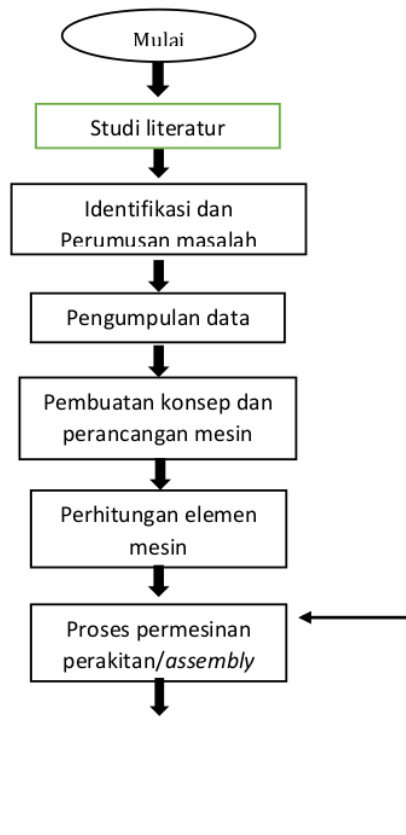 Mulai
Studi literatur
Identifikasi dan
Perumusan masalah
Pengumpulan data
Pembuatan konsep dan
perancangan mesin
Perhitungan elemen
mesin
Proses permesinan
perakitan/assembly